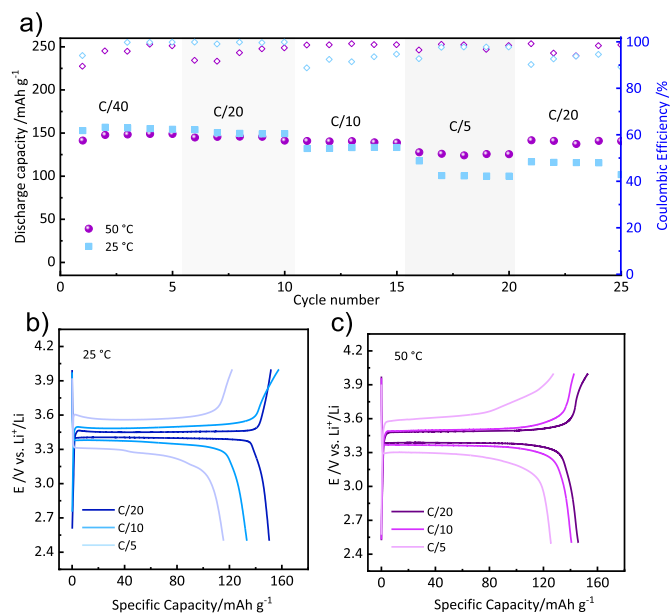 a)
250
200
150
100
50
0
Discharge capacity /mAh g⁻¹
C/40
C/20
C/10
C/5
C/20
50 °C
25 °C
100
80
60
40
20
0
Coulombic Efficiency /%
0 5 10 15 20 25
Cycle number
b)
25 °C
4.2
3.9
3.6
3.3
3.0
2.7
2.4
E /V vs. Li⁺/Li
C/20
C/10
C/5
0 40 80 120 160
Specific Capacity/mAh g⁻¹
c)
50 °C
4.2
3.9
3.6
3.3
3.0
2.7
2.4
E /V vs. Li⁺/Li
C/20
C/10
C/5
0 40 80 120 160
Specific Capacity/mAh g⁻¹